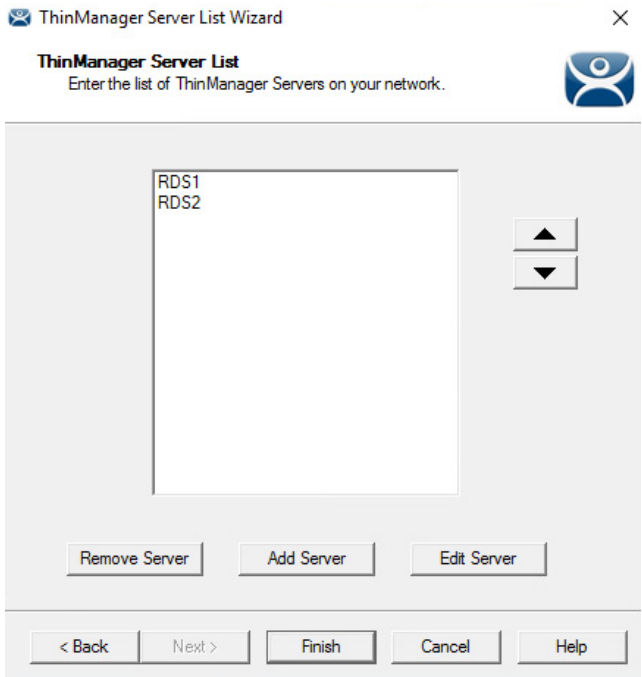 ThinManager Server List Wizard
ThinManager Server List
Enter the list of ThinManager Servers on your network.
RDS1
RDS2
Remove Server
Add Server
Edit Server
< Back
Next >
Finish
Cancel
Help